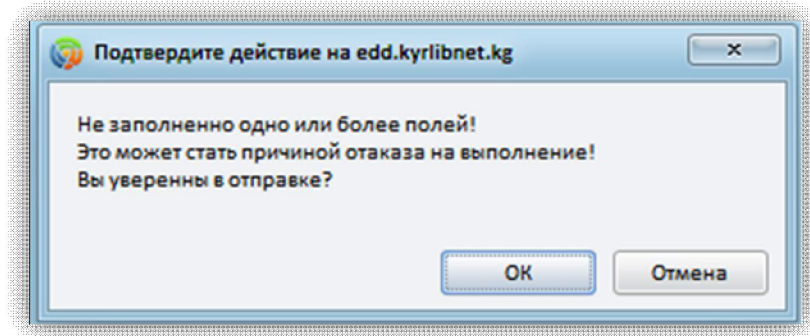 Подтвердите действие на edd.kyrlibnet.kg
Не заполненно одно или более полей!
Это может стать причиной отаказа на выполнение!
Вы уверенны в отправке?
ОК Отмена